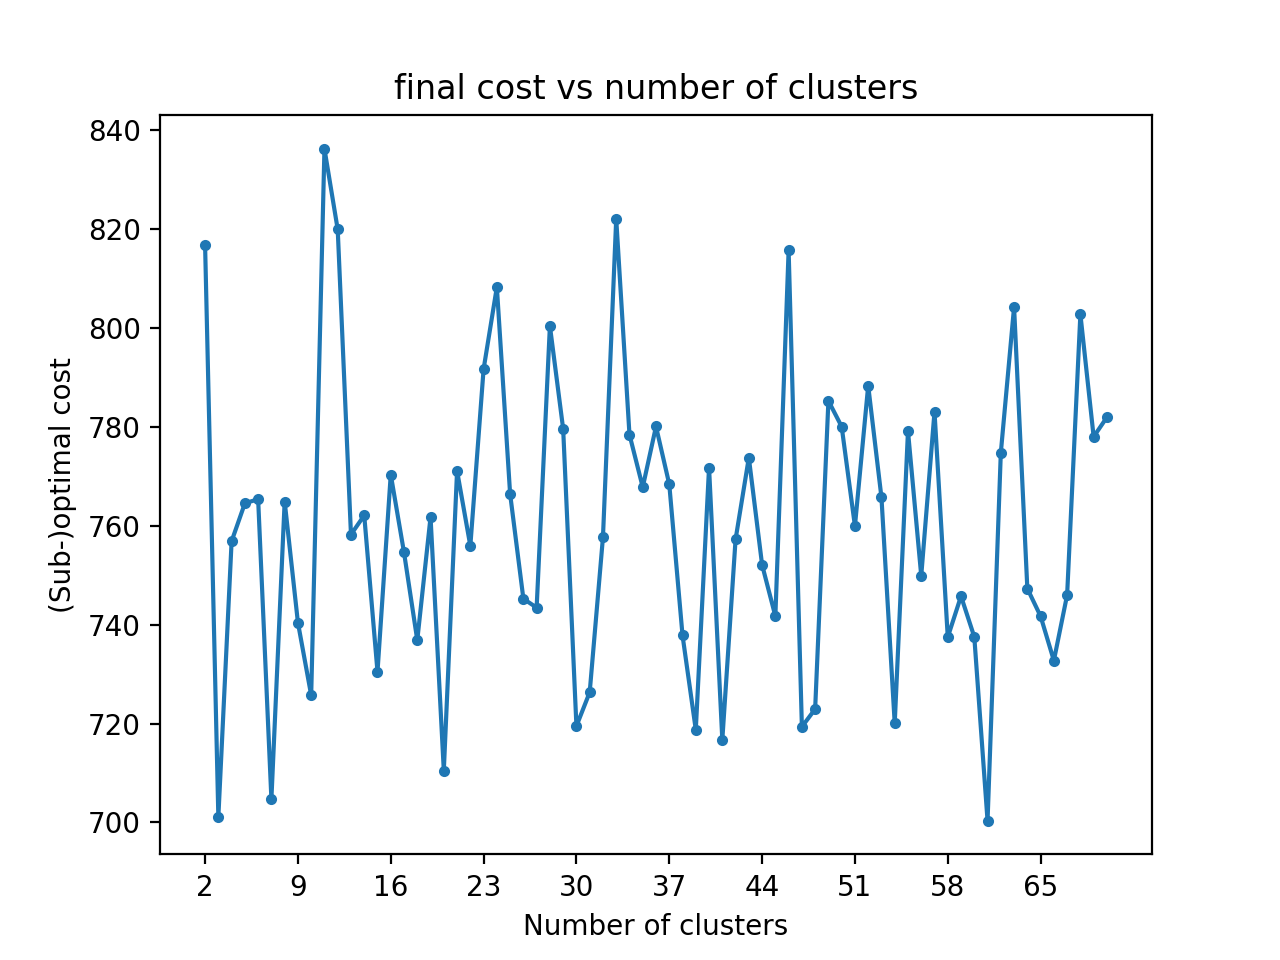 final cost vs number of clusters
840
820
800
780
760
740
720
700
(Sub-)optimal cost
2 9 16 23 30 37 44 51 58 65
Number of clusters